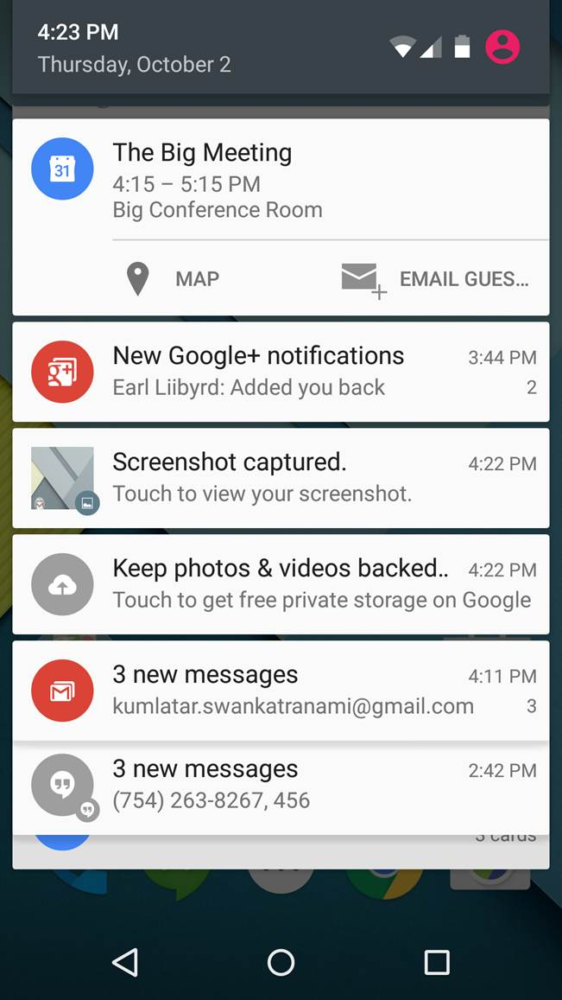 4:23 PM
Thursday, October 2
31
The Big Meeting
4:15 – 5:15 PM
Big Conference Room
MAP
EMAIL GUES...
New Google+ notifications
3:44 PM
Earl Liibyrd: Added you back
2
Screenshot captured.
4:22 PM
Touch to view your screenshot.
Keep photos & videos backed..
4:22 PM
Touch to get free private storage on Google
3 new messages
4:11 PM
kumlatar.swankatranami@gmail.com
3
3 new messages
2:42 PM
(754) 263-8267, 456
cards